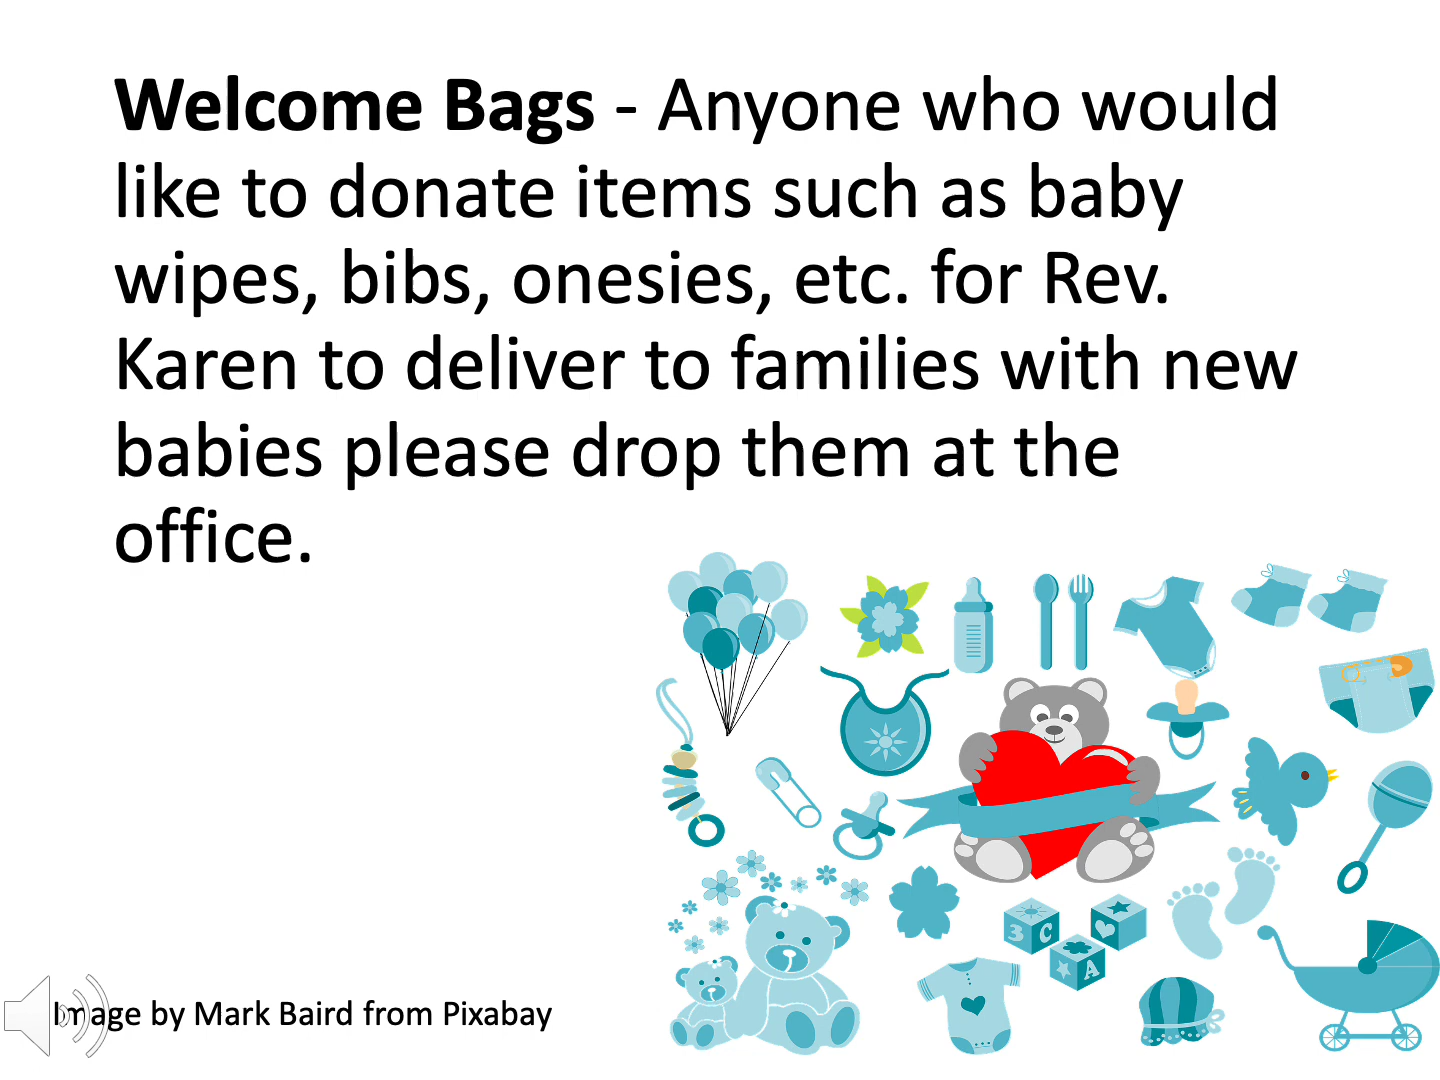 Welcome Bags - Anyone who would
like to donate items such as baby
wipes, bibs, onesies, etc. for Rev.
Karen to deliver to families with new
babies please drop them at the
office.
3 C
A
Image by Mark Baird from Pixabay